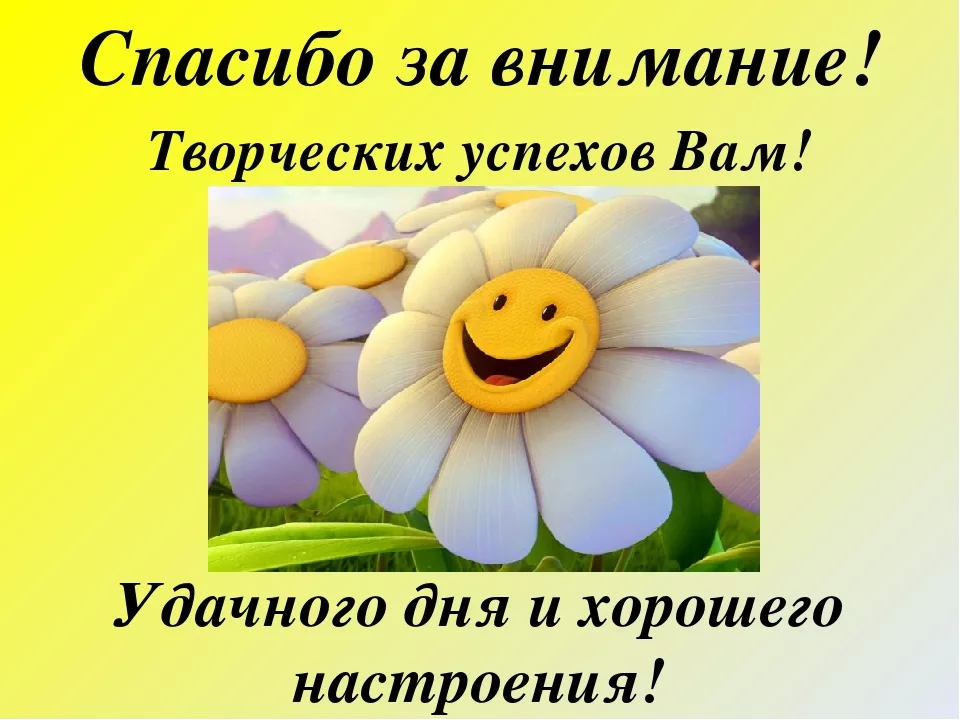 Спасибо за внимание!
Творческих успехов Вам!
Удачного дня и хорошего
настроения!